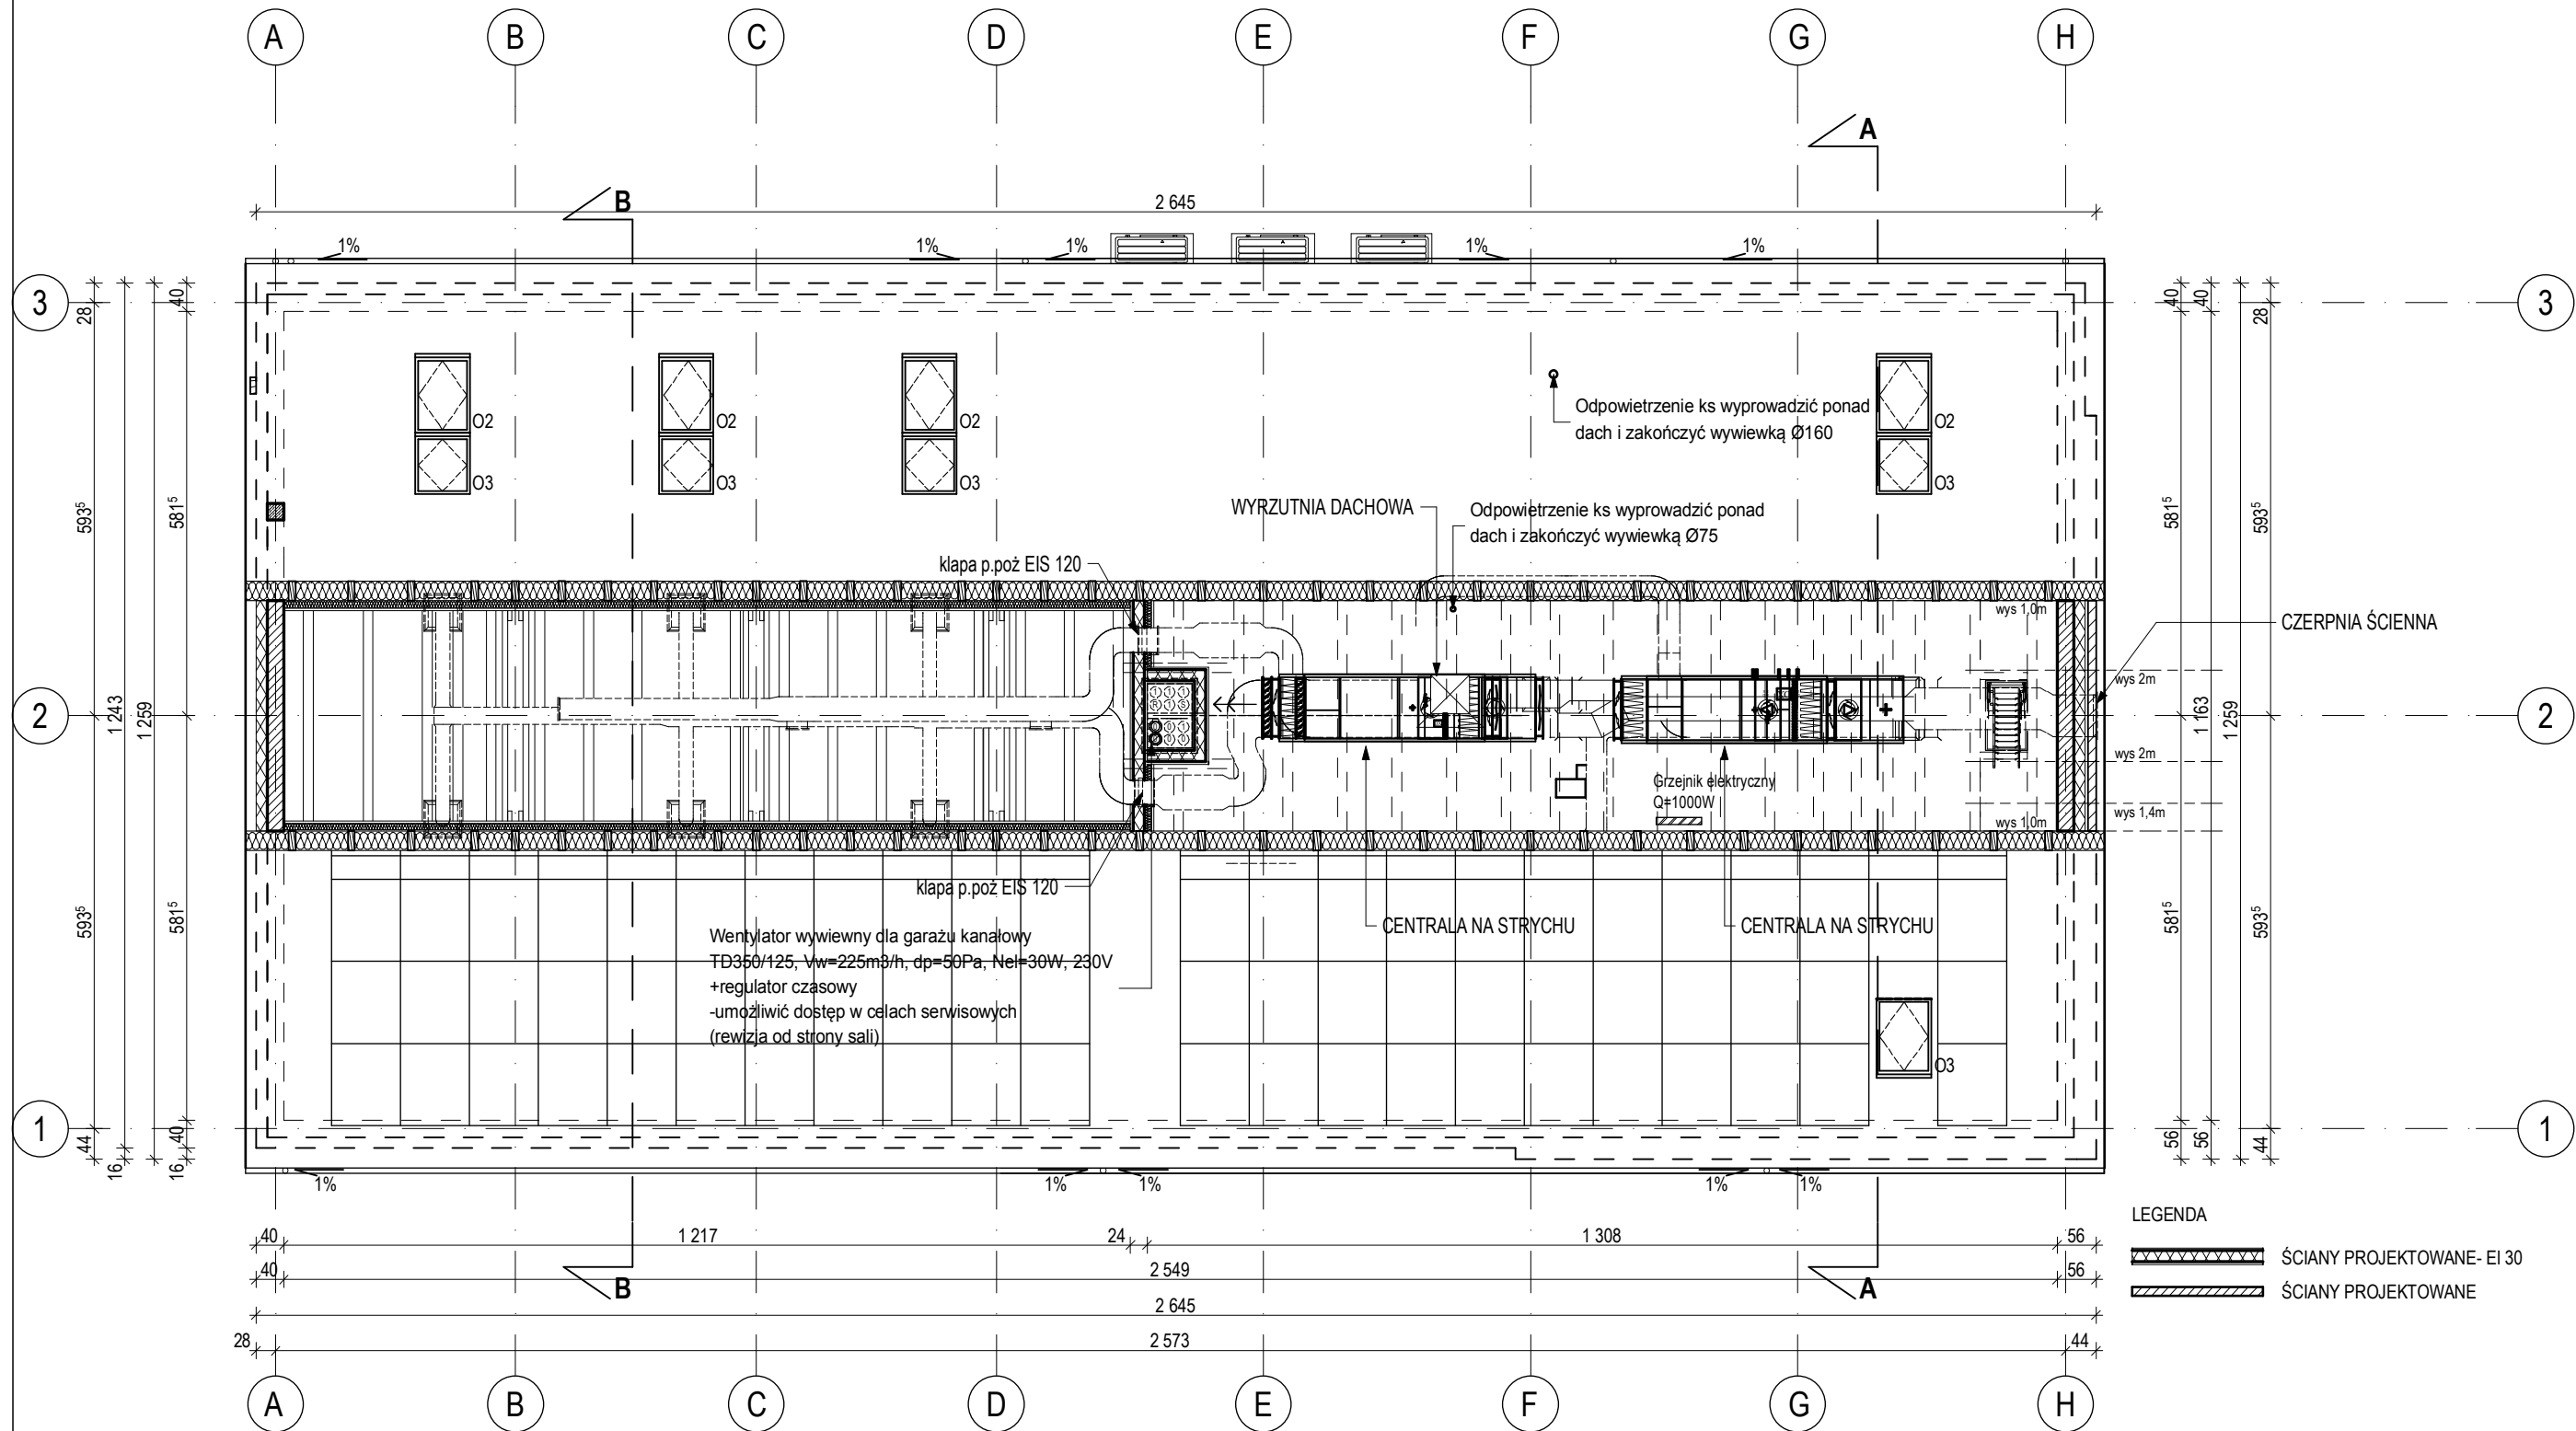 A B C D E F G H
A
B
2 645
1% 1% 1% 1% 1%
3 3
28 40 40 40 28
O2 O2 O2 O2
O3 O3 O3 O3
Odpowietrzenie ks wyprowadzić ponad
dach i zakończyć wywiewką Ø160
WYRZUTNIA DACHOWA
Odpowietrzenie ks wyprowadzić ponad
dach i zakończyć wywiewką Ø75
593⁵ 581⁵ 581⁵ 593⁵
klapa p.poż EIS 120
wys 1,0m
CZERPNIA ŚCIENNA
wys 2m
2 2
1 243 1 259 1 163 1 259
wys 2m
Grzejnik elektryczny
Q=1000W
wys 1,0m
wys 1,4m
klapa p.poż EIS 120
593⁵ 581⁵ 581⁵ 593⁵
CENTRALA NA STRYCHU
CENTRALA NA STRYCHU
Wentylator wywiewny dla garażu kanałowy
TD350/125, Vw=225m3/h, dp=50Pa, Nel=30W, 230V
+regulator czasowy
-umożliwić dostęp w celach serwisowych
(rewizja od strony sali)
O3
1 1
44 16 40 16 56 56 44
1% 1% 1% 1% 1%
LEGENDA
40 1 217 24 1 308 56
ŚCIANY PROJEKTOWANE- EI 30
40 2 549 56
B
A
ŚCIANY PROJEKTOWANE
2 645
28 2 573 44
A B C D E F G H